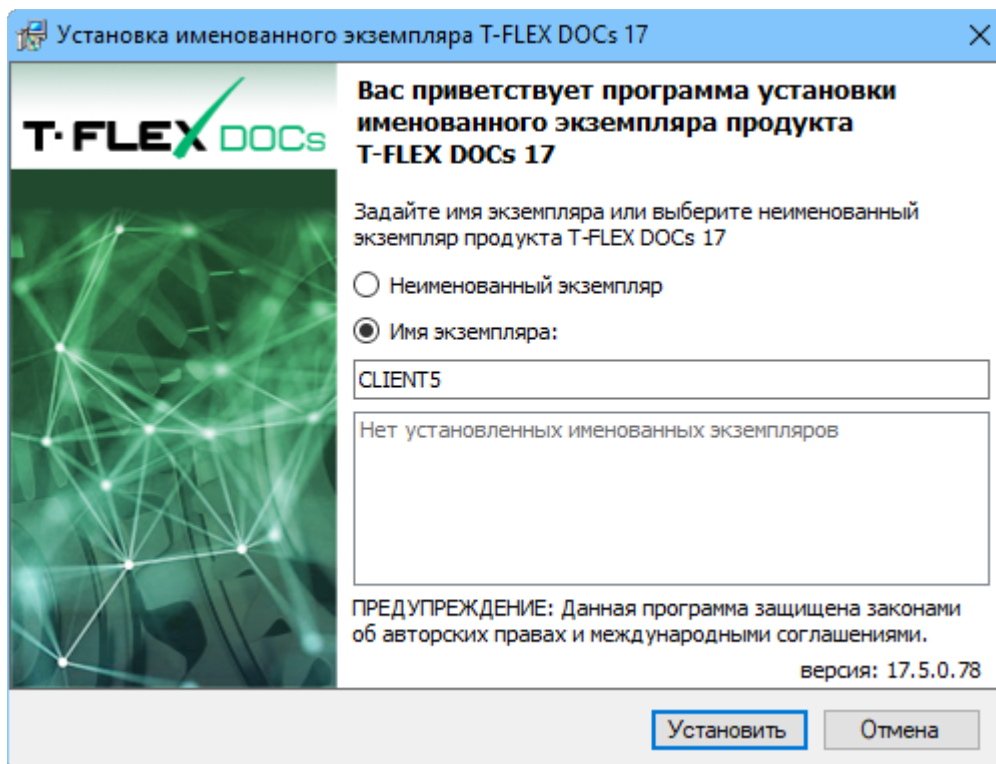 Установка именованного экземпляра T-FLEX DOCs 17
T-FLEX DOCs
Вас приветствует программа установки
именованного экземпляра продукта
T-FLEX DOCs 17
Задайте имя экземпляра или выберите неименованный
экземпляр продукта T-FLEX DOCs 17
Неименованный экземпляр
Имя экземпляра:
CLIENT5
Нет установленных именованных экземпляров
ПРЕДУПРЕЖДЕНИЕ: Данная программа защищена законами
об авторских правах и международными соглашениями.
версия: 17.5.0.78
Установить
Отмена